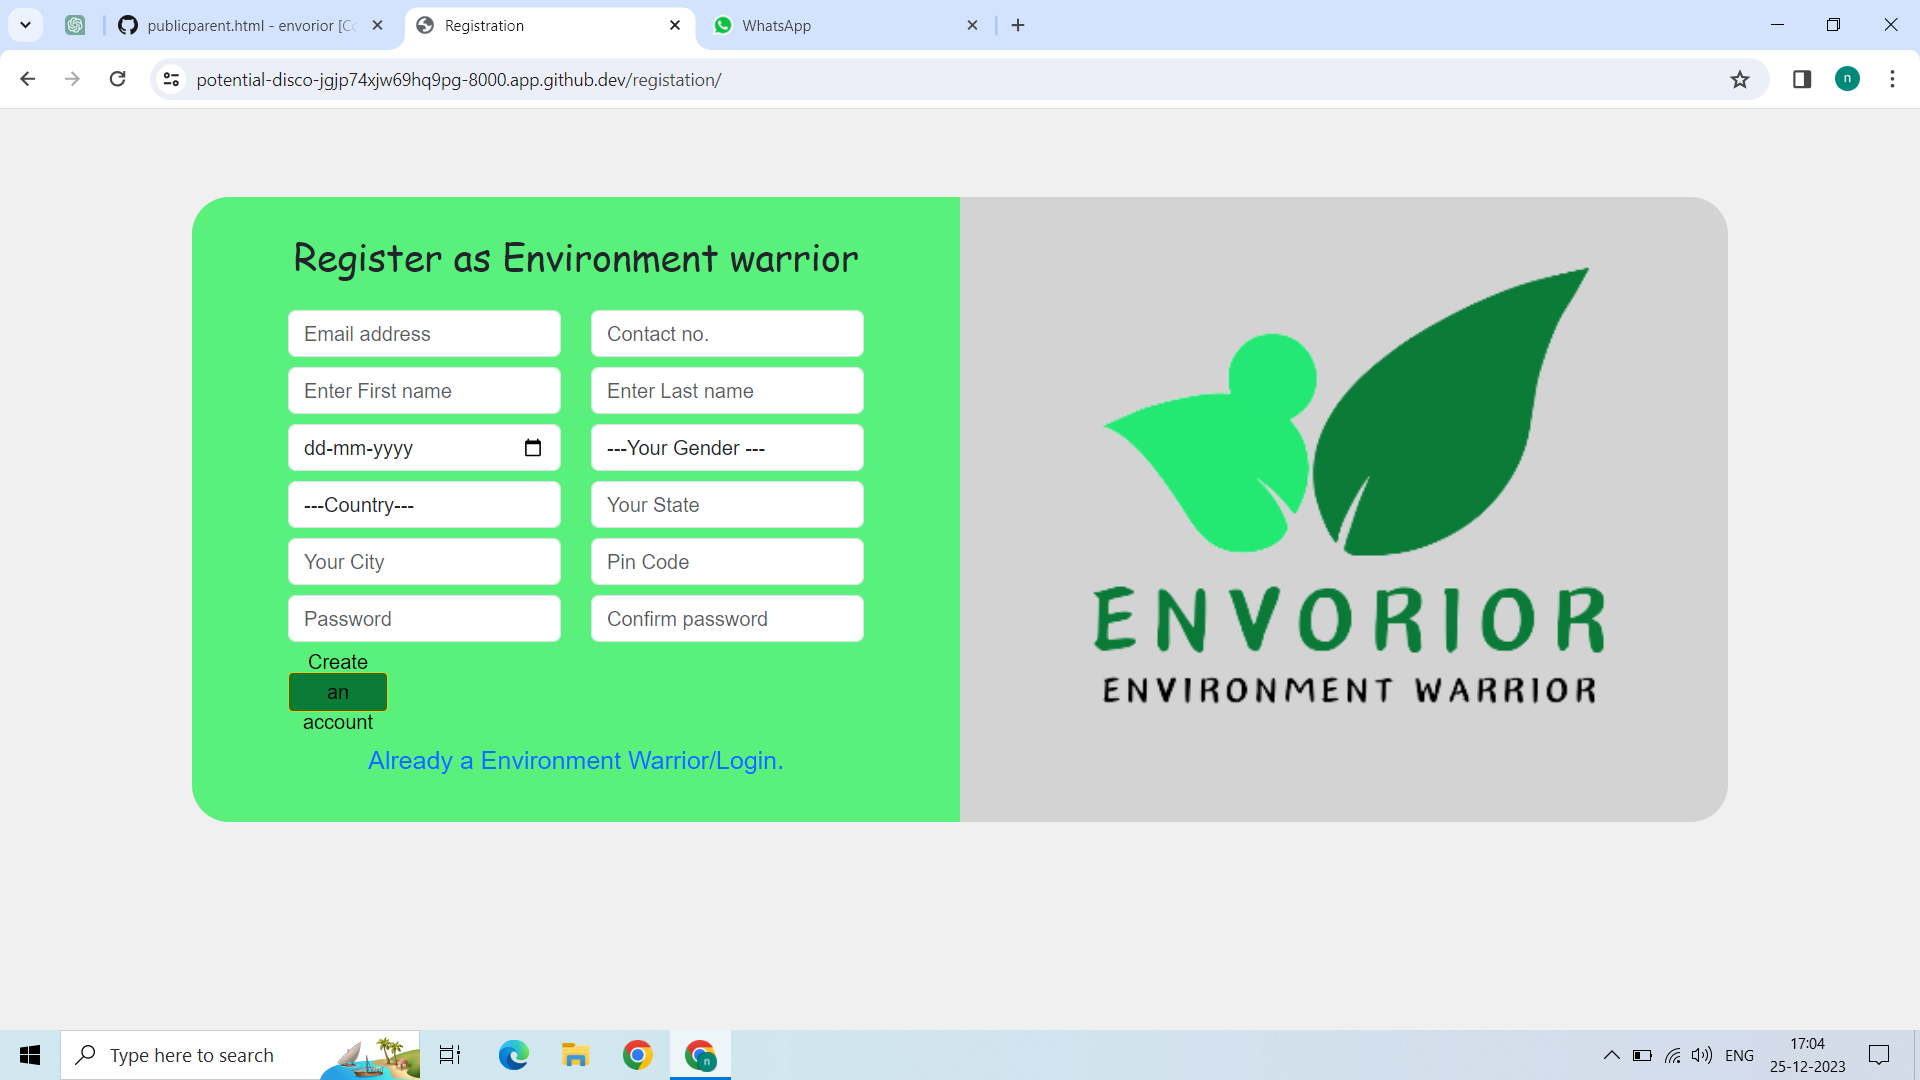 publicparent.html - envorior [Co
Registration
WhatsApp
potential-disco-jgjp74xjw69hq9pg-8000.app.github.dev/registation/
n
Register as Environment warrior
Email address
Contact no.
Enter First name
Enter Last name
dd-mm-yyyy
---Your Gender ---
---Country---
Your State
Your City
Pin Code
Password
Confirm password
Create
an
account
Already a Environment Warrior/Login.
ENVORIOR
ENVIRONMENT WARRIOR
Type here to search
n
ENG
17:04
25-12-2023